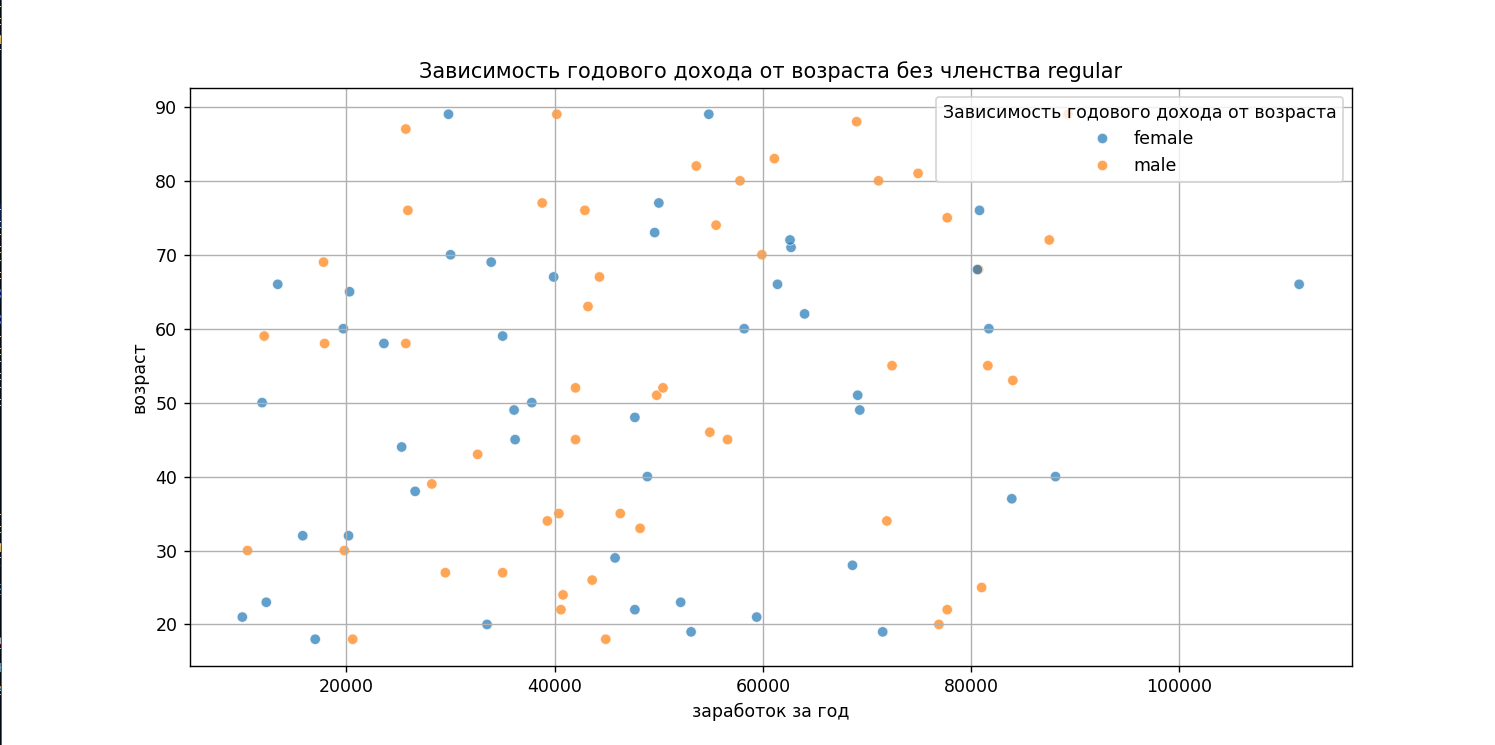 Зависимость годового дохода от возраста без членства regular
Зависимость годового дохода от возраста
female
male
90
80
70
60
50
40
30
20
возраст
20000
40000
60000
80000
100000
заработок за год